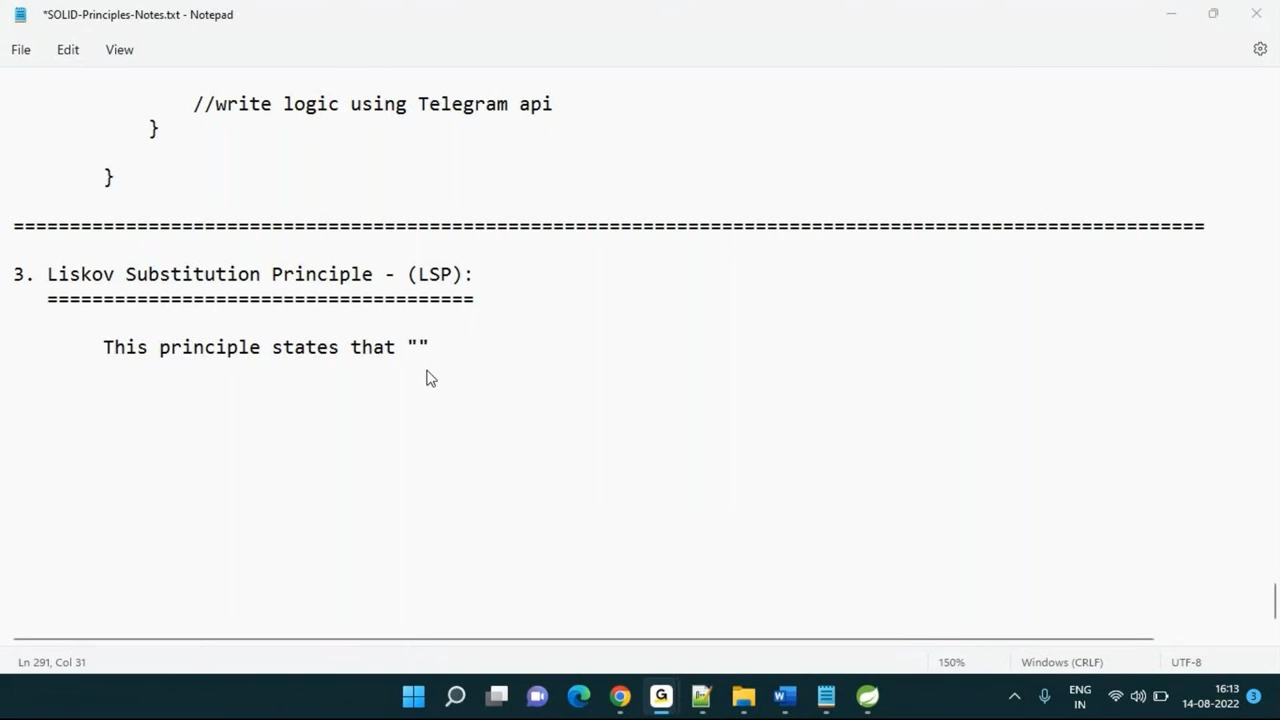 *SOLID-Principles-Notes.txt - Notepad
File Edit View
//write logic using Telegram api
}
}
==========================================================================================================
3. Liskov Substitution Principle - (LSP):
======================================
This principle states that ""
Ln 291, Col 31
150%
Windows (CRLF)
UTF-8
G
W
ENG
IN
16:13
14-08-2022
3